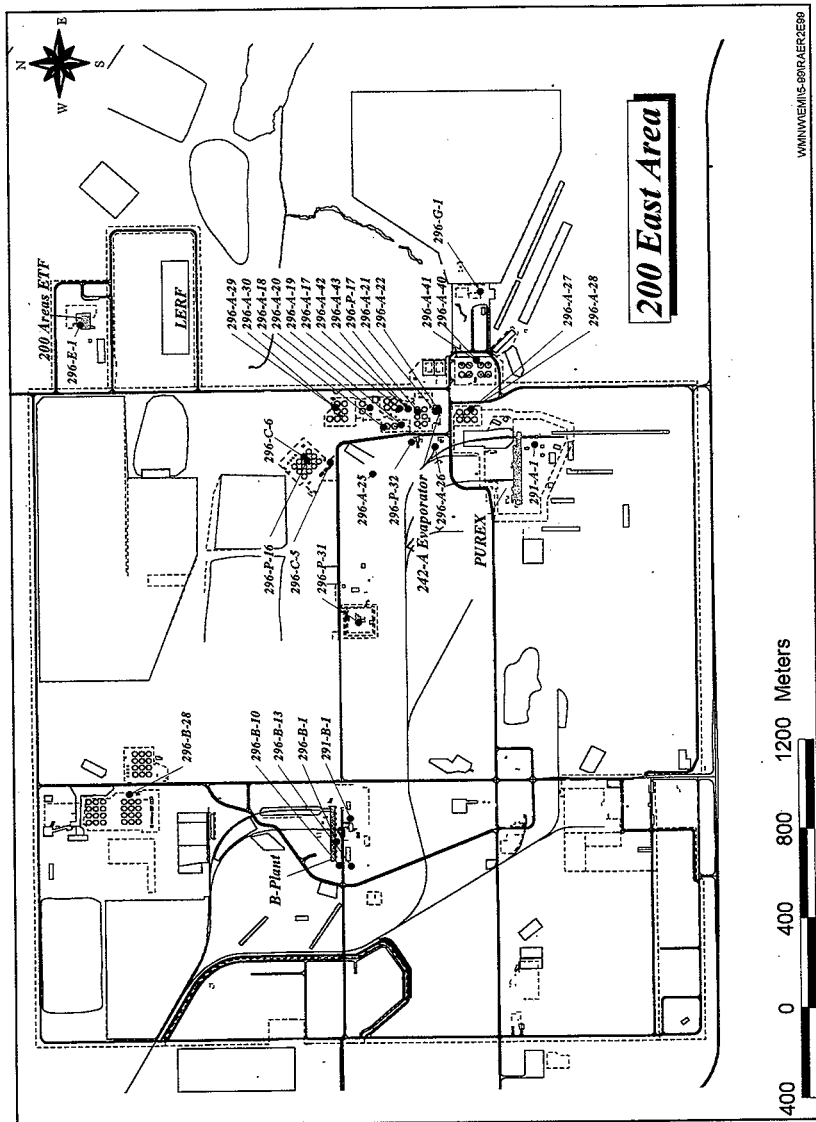 N
W
E
S
200 Areas ETF
296-E-1
LERF
296-A-29
296-A-30
296-A-18
296-A-20
296-A-19
296-A-17
296-A-42
296-A-43
296-P-17
296-A-21
296-A-22
296-G-1
296-A-41
296-A-40
296-A-27
296-A-28
200 East Area
296-C-6
296-P-16
296-C-5
296-P-31
296-A-25
296-P-32
242-A Evaporator
296-A-26
PUREX
291-A-1
296-B-28
296-B-10
296-B-13
296-B-1
291-B-1
B-Plant
400 0 400 800 1200 Meters
WMNW\EMI\5-99\RAER2E99